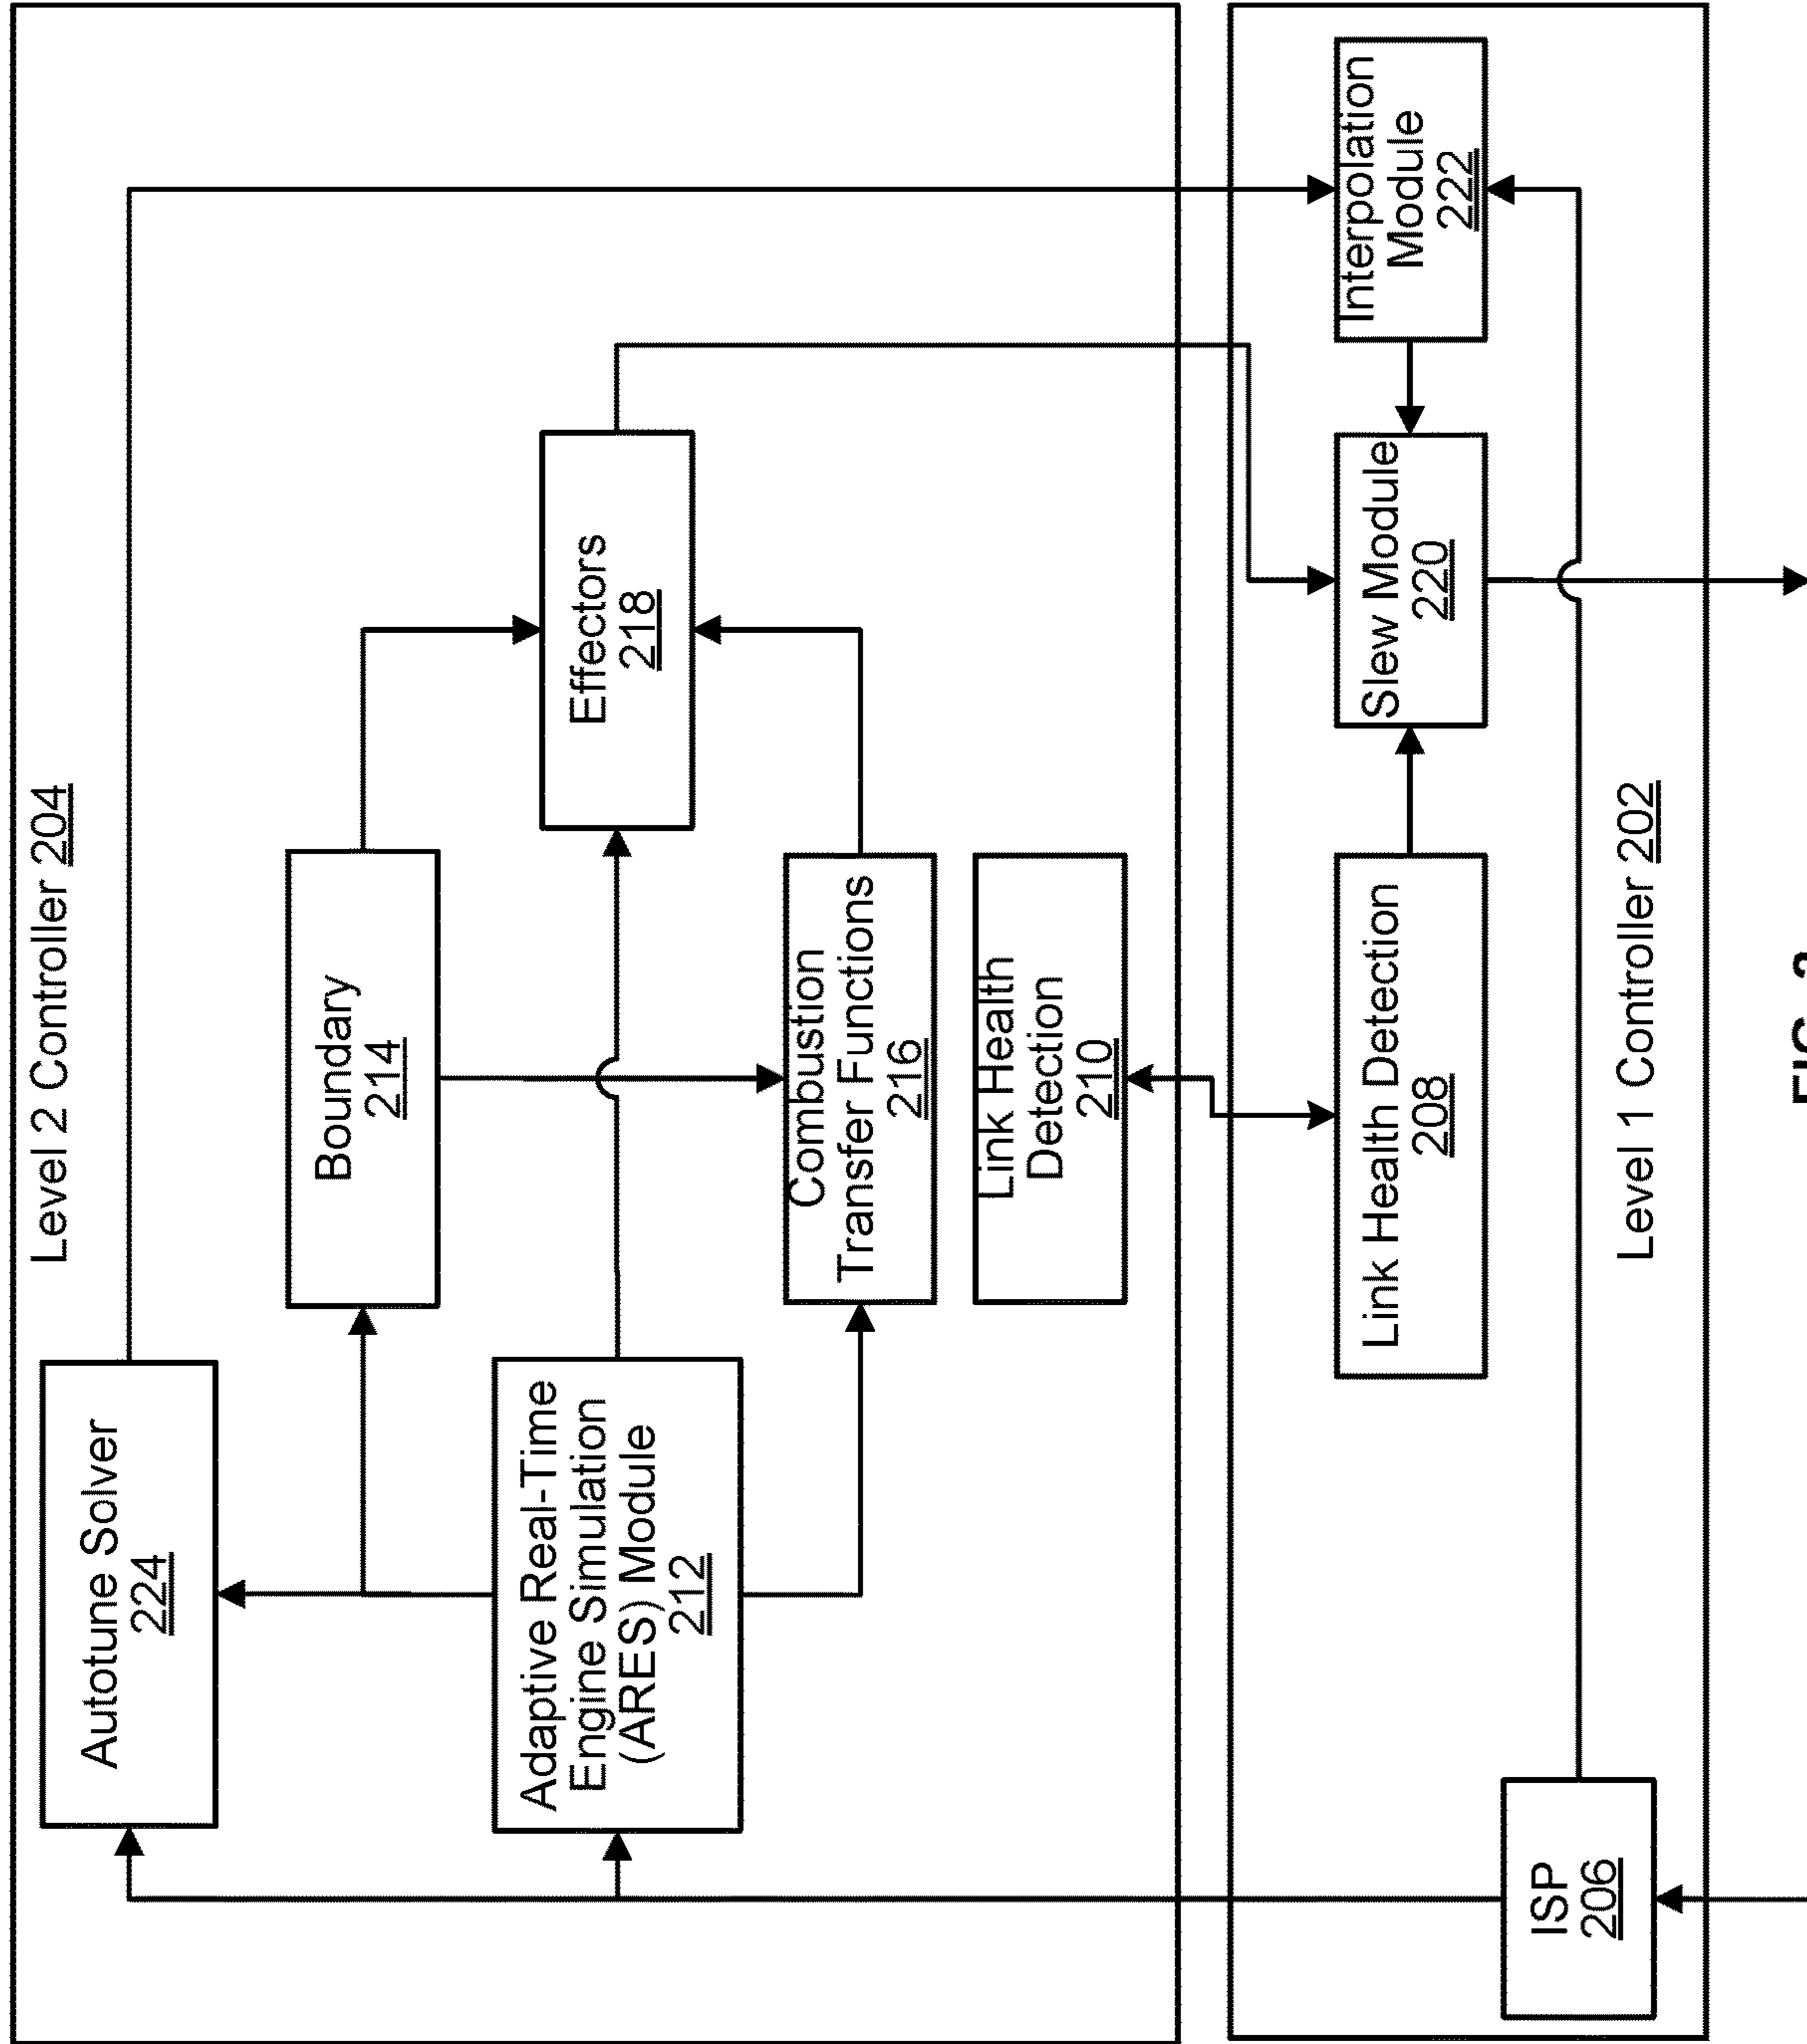 Level 2 Controller 204
Autotune Solver
224
Boundary
214
Adaptive Real-Time
Engine Simulation
(ARES) Module
212
Effectors
218
Combustion
Transfer Functions
216
Link Health
Detection
210
Link Health Detection
208
Slew Module
220
Interpolation
Module
222
ISP
206
Level 1 Controller 202
FIG.